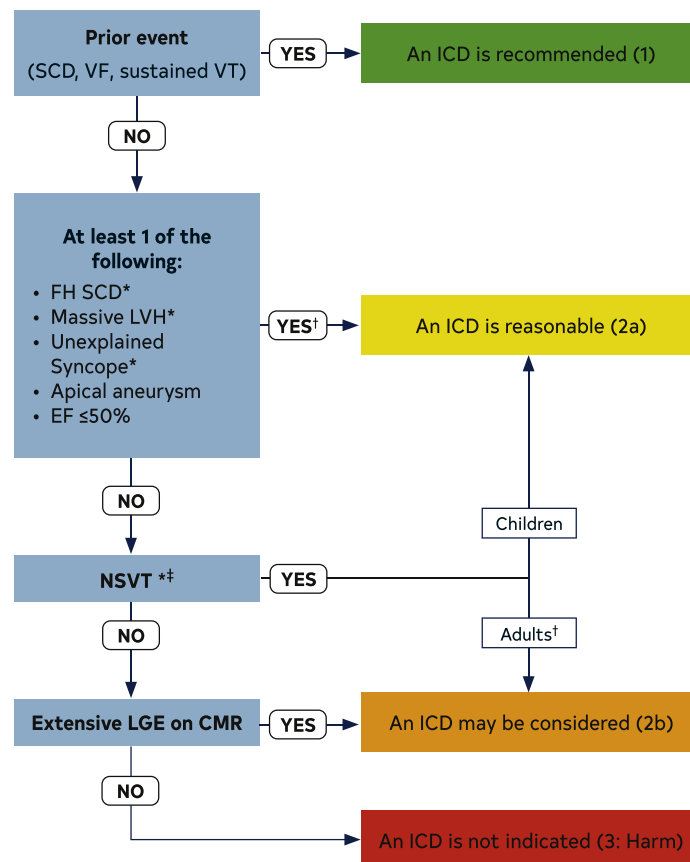 Prior event
(SCD, VF, sustained VT)
YES
An ICD is recommended (1)
NO
At least 1 of the
following:
• FH SCD*
• Massive LVH*
• Unexplained
Syncope*
• Apical aneurysm
• EF ≤50%
YES†
An ICD is reasonable (2a)
NO
Children
NSVT *‡
YES
NO
Adults†
Extensive LGE on CMR
YES
An ICD may be considered (2b)
NO
An ICD is not indicated (3: Harm)